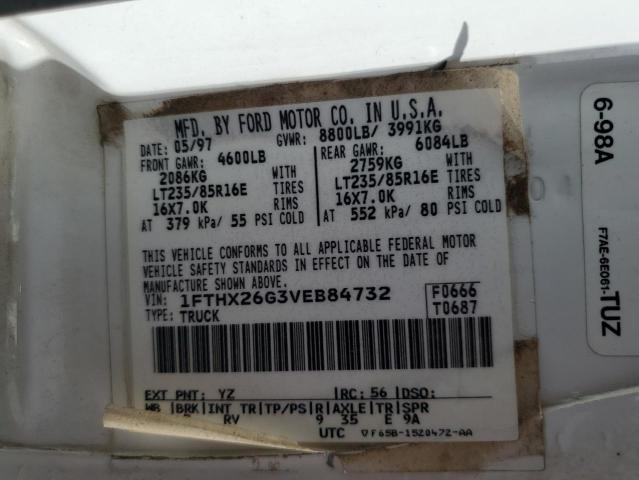 MFD. BY FORD MOTOR CO. IN U.S.A.
DATE: 05/97 GVWR: 8800LB/ 3991KG
FRONT GAWR: 4600LB REAR GAWR: 6084LB
2086KG WITH 2759KG WITH
LT235/85R16E TIRES LT235/85R16E TIRES
16X7.0K RIMS 16X7.0K RIMS
AT 379 kPa/ 55 PSI COLD AT 552 kPa/ 80 PSI COLD
THIS VEHICLE CONFORMS TO ALL APPLICABLE FEDERAL MOTOR
VEHICLE SAFETY STANDARDS IN EFFECT ON THE DATE OF
MANUFACTURE SHOWN ABOVE.
VIN: 1FTHX26G3VEB84732 F0666
TYPE: TRUCK T0687
EXT PNT: YZ RC: 56 DSO:
WB BRK INT TR TP/PS R AXLE TR SPR
RV 9 35 E 9A
UTC F65B-1520472-AA
6-98A
F7AE-6E061-TUZ